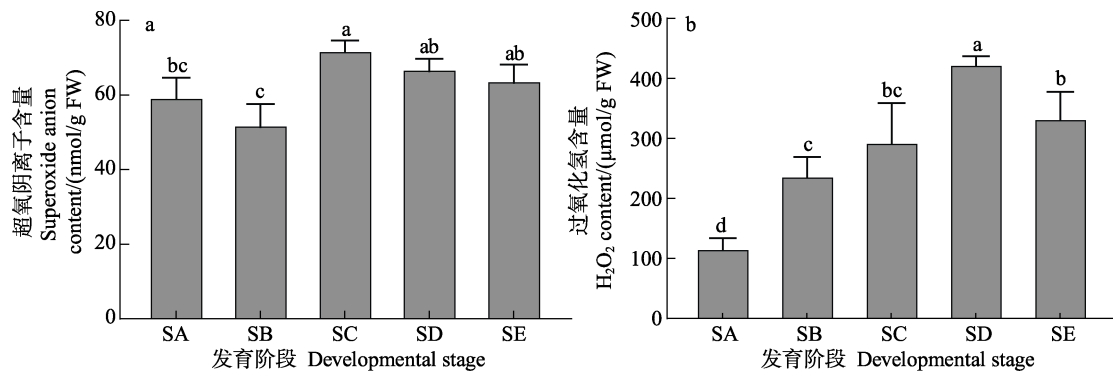 a
超氧阴离子含量
Superoxide anion
content/(nmol/g FW)
80
60
40
20
0
bc
c
a
ab
ab
SA SB SC SD SE
发育阶段 Developmental stage
b
过氧化氢含量
H₂O₂ content/(μmol/g FW)
500
400
300
200
100
0
d
c
bc
a
b
SA SB SC SD SE
发育阶段 Developmental stage